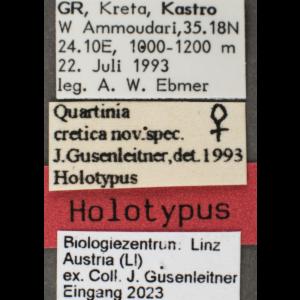 GR, Kreta, Kastro
W Ammoudari,35.18N
24.10E, 1000-1200 m
22. Juli 1993
leg. A. W. Ebmer
Quartinia ♀
cretica nov. spec.
J.Gusenleitner,det.1993
Holotypus
Holotypus
Biologiezentrum Linz
Austria (LI)
ex. Coll. J. Gusenleitner
Eingang 2023